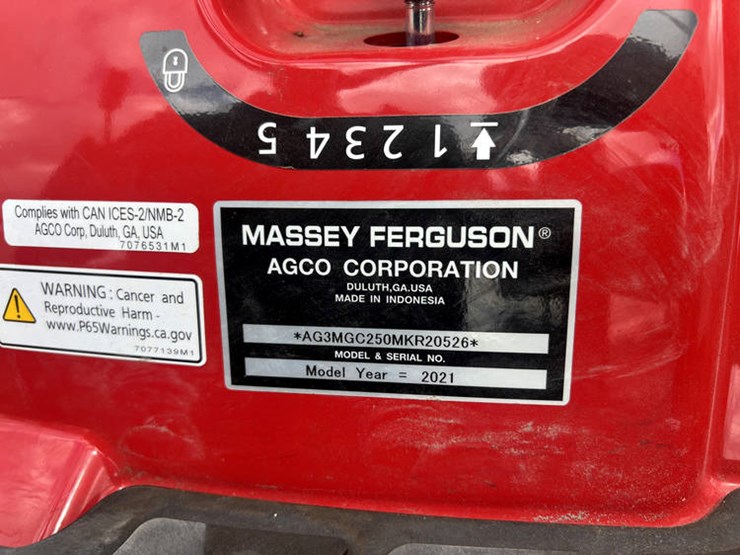 5 4 3 2 1
Complies with CAN ICES-2/NMB-2
AGCO Corp, Duluth, GA, USA
7076531M1
WARNING: Cancer and
Reproductive Harm -
www.P65Warnings.ca.gov
7077139M1
MASSEY FERGUSON®
AGCO CORPORATION
DULUTH,GA.USA
MADE IN INDONESIA
*AG3MGC250MKR20526*
MODEL & SERIAL NO.
Model Year = 2021